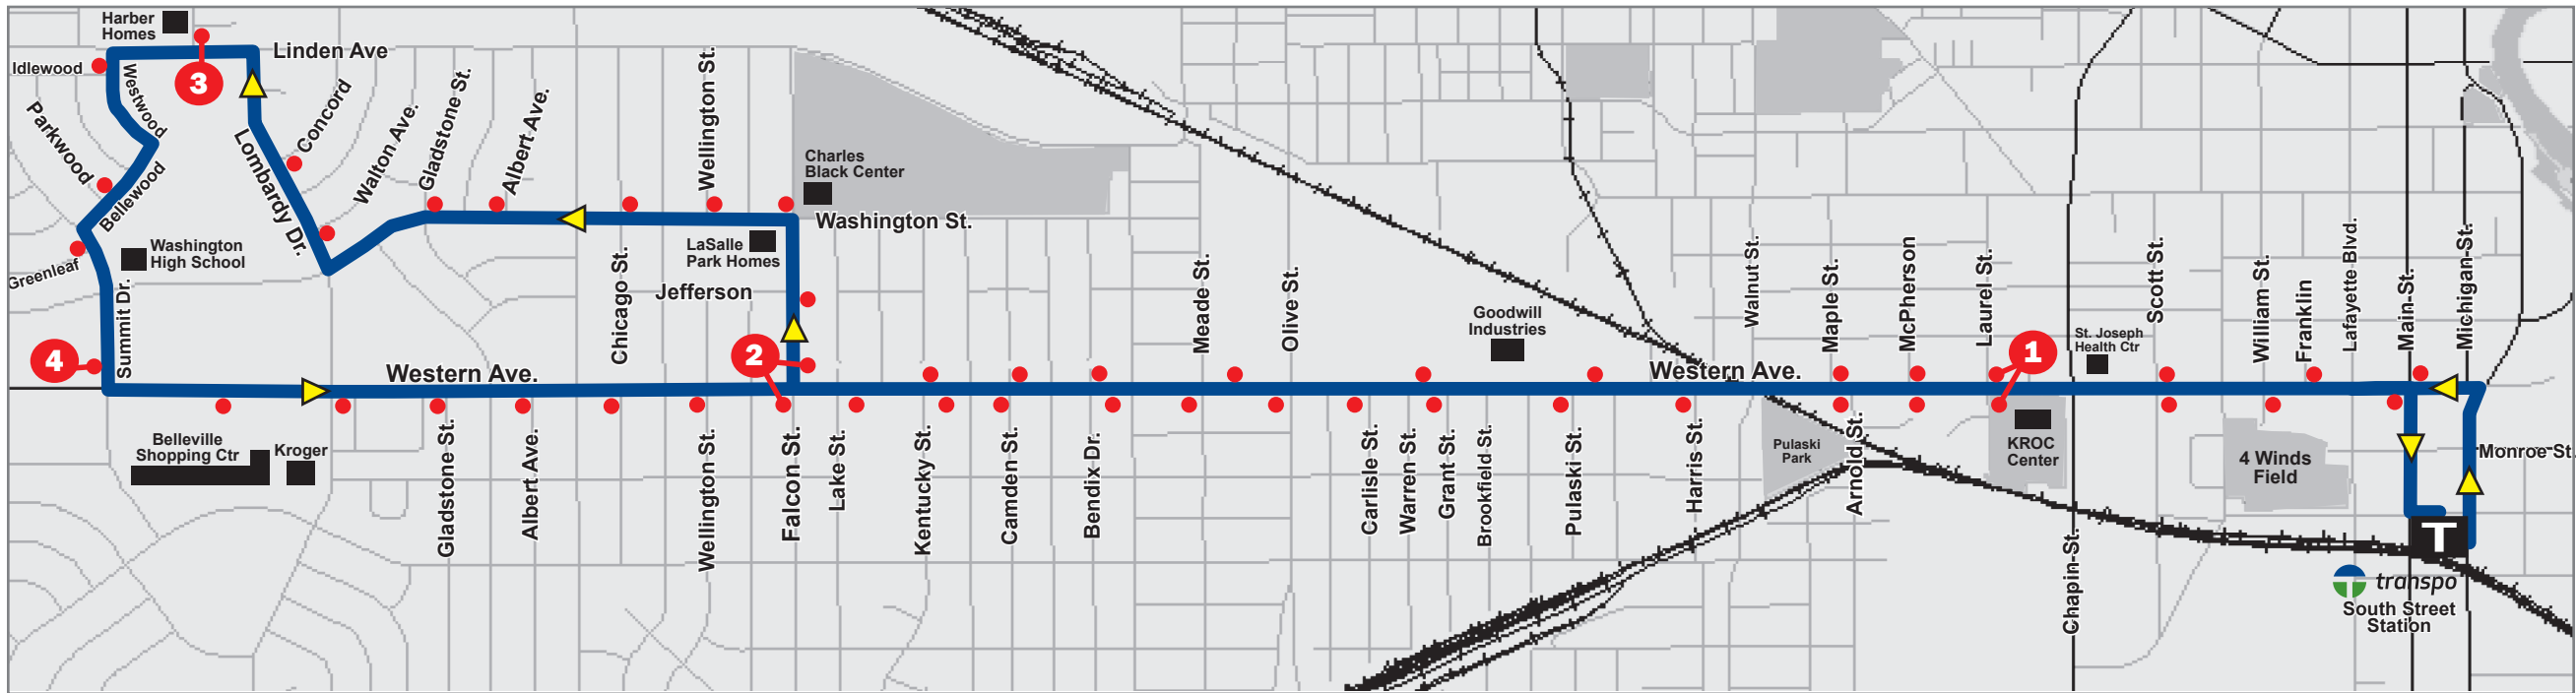 Harber
Homes
Linden Ave
3
Idlewood
Westwood
Parkwood
Bellewood
Greenleaf
Washington
High School
Summit Dr.
4
Lombardy Dr.
Concord
Walton Ave.
Gladstone St.
Albert Ave.
Wellington St.
Charles
Black Center
Washington St.
LaSalle
Park Homes
Chicago St.
Jefferson
2
Western Ave.
Meade St.
Olive St.
Goodwill
Industries
Western Ave.
Walnut St.
Maple St.
McPherson
Laurel St.
1
St. Joseph
Health Ctr
Scott St.
William St.
Franklin
Lafayette Blvd.
Main St.
Michigan St.
Belleville
Shopping Ctr
Kroger
Gladstone St.
Albert Ave.
Wellington St.
Falcon St.
Lake St.
Kentucky St.
Camden St.
Bendix Dr.
Carlisle St.
Warren St.
Grant St.
Brookfield St.
Pulaski St.
Harris St.
Pulaski
Park
Arnold St.
KROC
Center
Chapin St.
4 Winds
Field
Monroe St.
T
transpo
South Street
Station